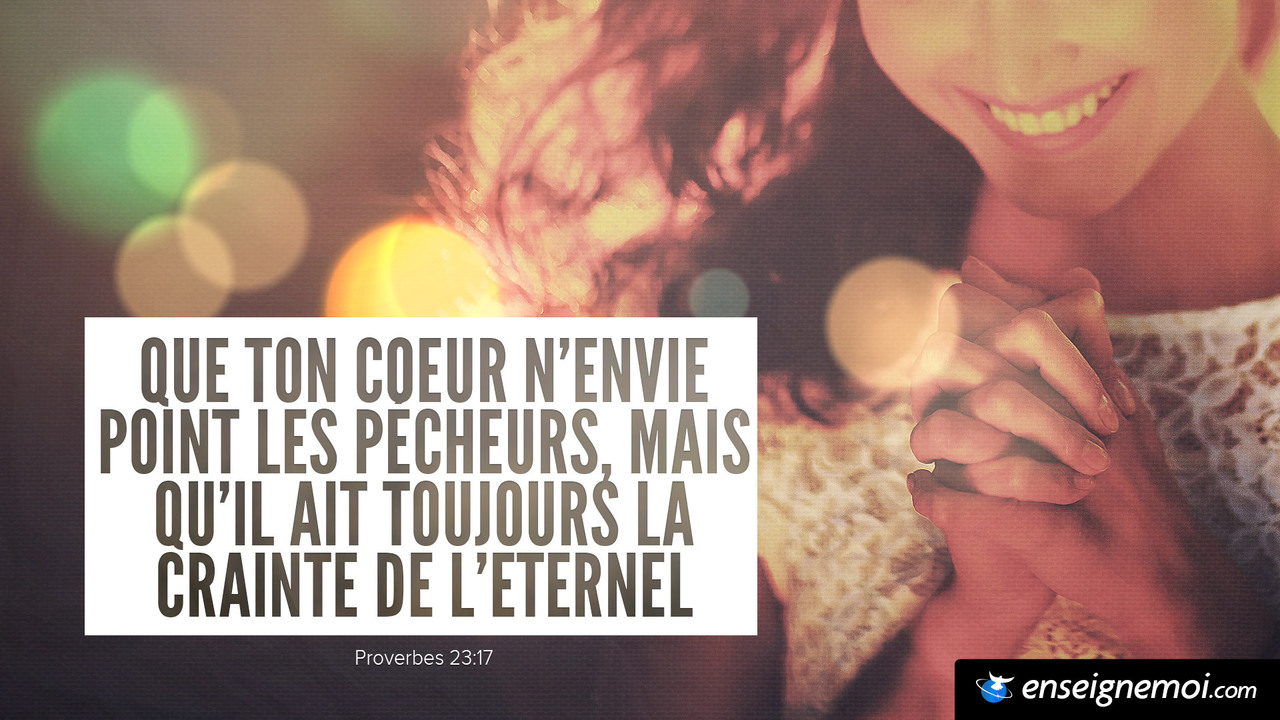 QUE TON COEUR N'ENVIE
POINT LES PÉCHEURS, MAIS
QU'IL AIT TOUJOURS LA
CRAINTE DE L'ETERNEL
Proverbes 23:17
enseignemoi.com